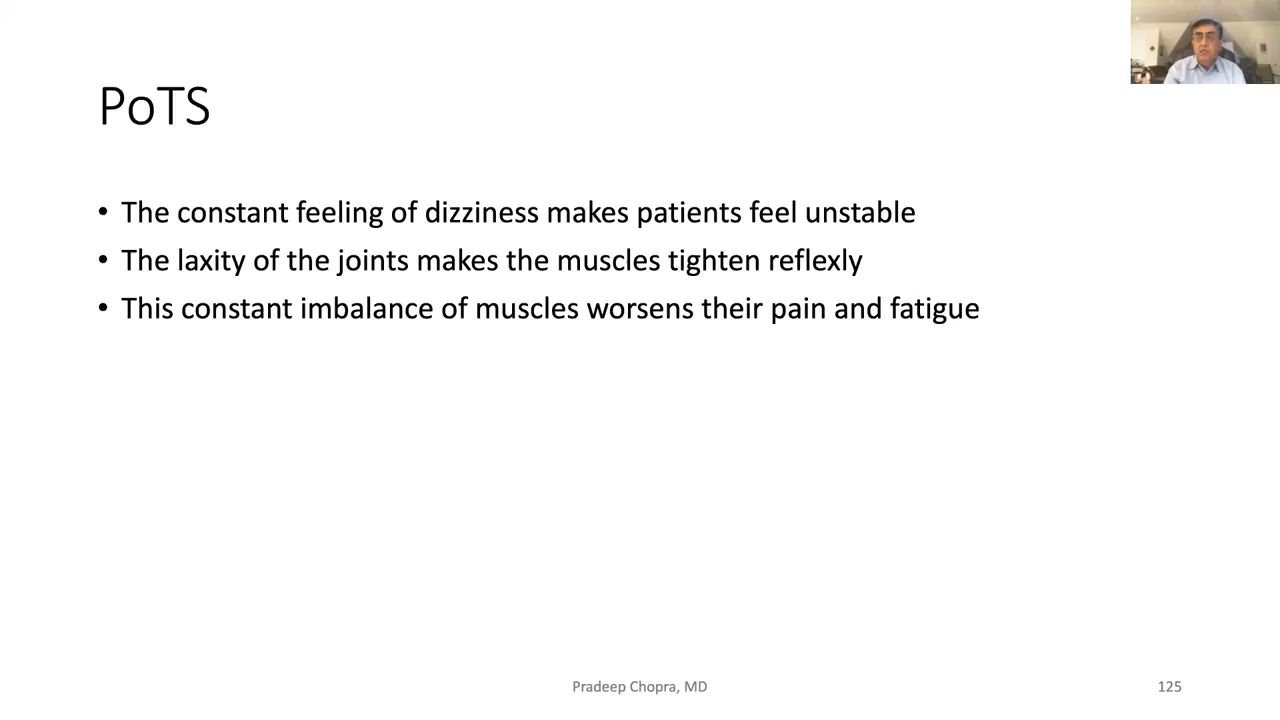 PoTS
• The constant feeling of dizziness makes patients feel unstable
• The laxity of the joints makes the muscles tighten reflexly
• This constant imbalance of muscles worsens their pain and fatigue
Pradeep Chopra, MD
125